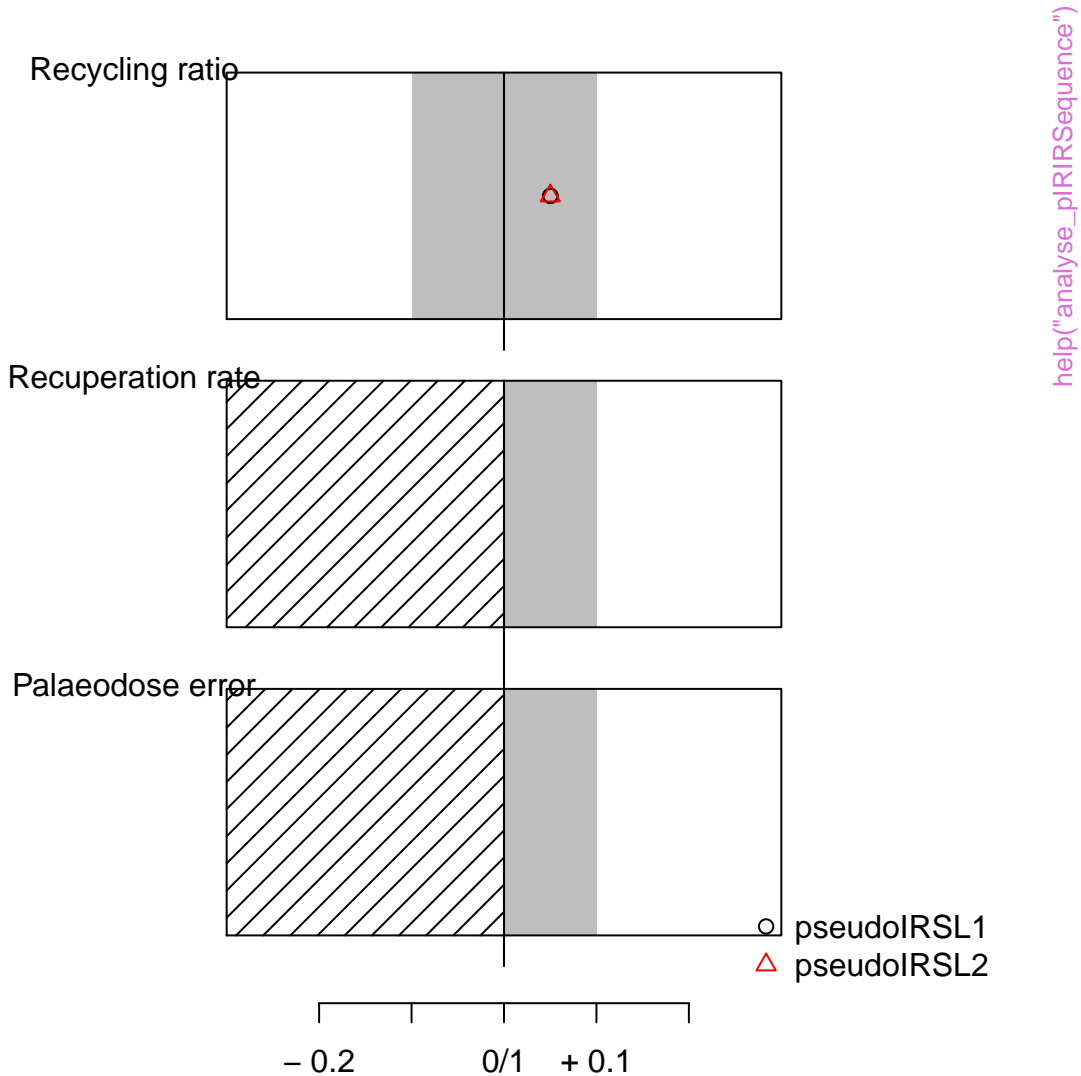 Recycling ratio
help("analyse_pIRIRSequence")
Recuperation rate
Palaeodose error
pseudoIRSL1
pseudoIRSL2
− 0.2 0/1 + 0.1